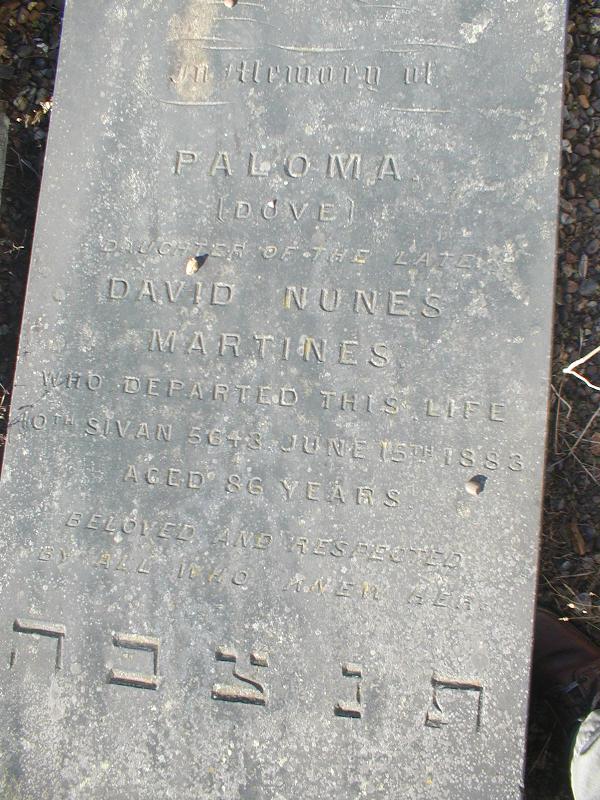 In Memory of
PALOMA.
(DOVE)
DAUGHTER OF THE LATE
DAVID NUNES
MARTINES.
WHO DEPARTED THIS LIFE
10TH SIVAN 5643 JUNE 15TH 1883
AGED 86 YEARS.
BELOVED AND RESPECTED
BY ALL WHO KNEW HER.
תנצבה